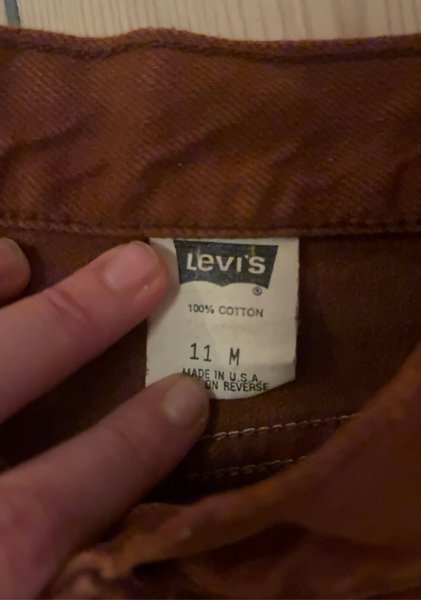 Levi's
®
100% COTTON
11 M
MADE IN U.S.A.
ON REVERSE